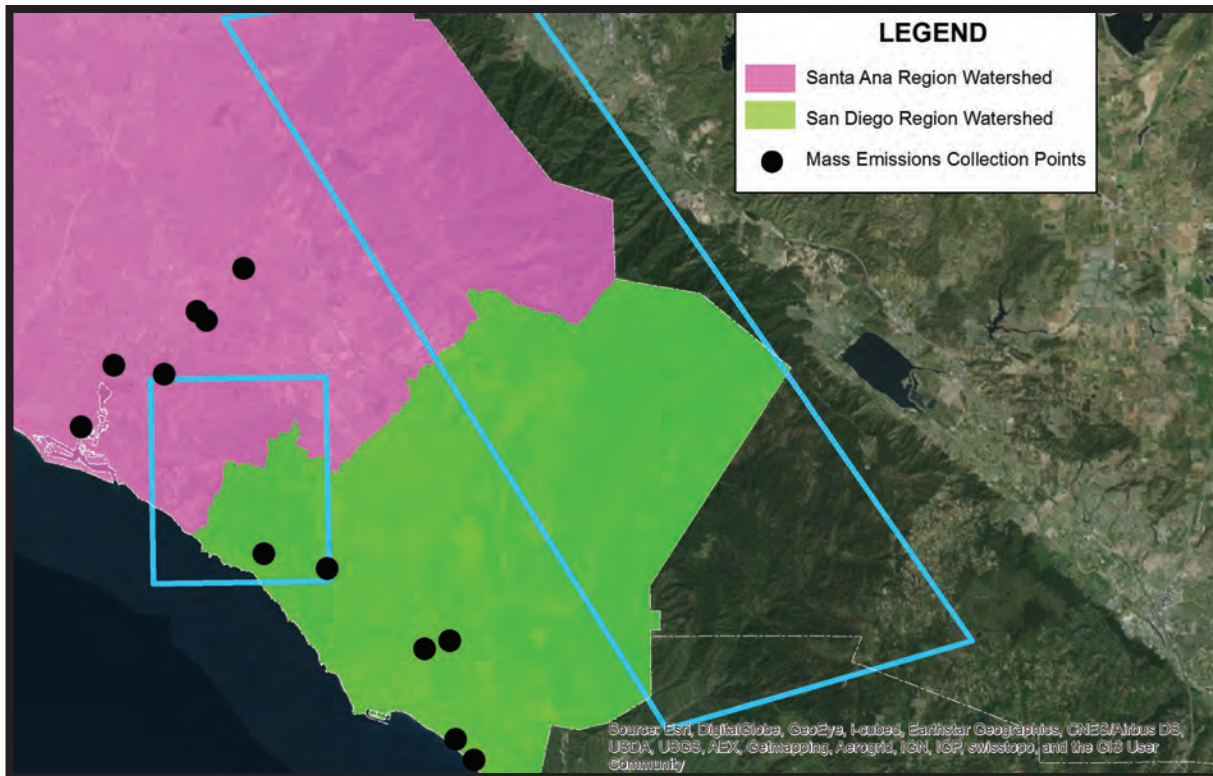 LEGEND
Santa Ana Region Watershed
San Diego Region Watershed
Mass Emissions Collection Points
Source: Esri, DigitalGlobe, GeoEye, i-cubed, Earthstar Geographics, CNES/Airbus DS,
USDA, USGS, AEX, Getmapping, Aerogrid, IGN, IGP, swisstopo, and the GIS User
Community